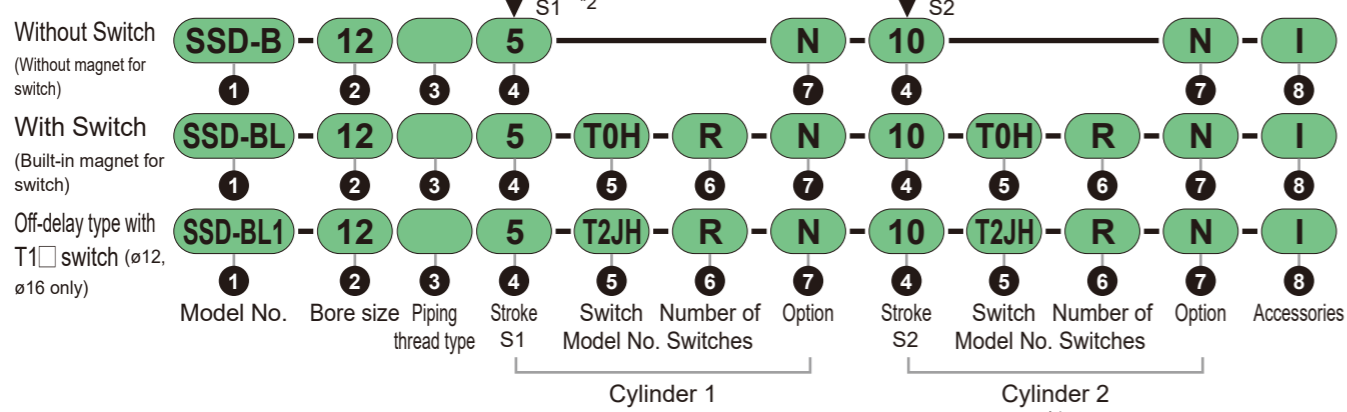 S1 *2 S2
Without Switch
(Without magnet for
switch)
SSD-B - 12 5 N - 10 N - I
1 2 3 4 7 4 7 8
With Switch
(Built-in magnet for
switch)
SSD-BL - 12 5 - T0H - R - N - 10 - T0H - R - N - I
1 2 3 4 5 6 7 4 5 6 7 8
Off-delay type with
T1□ switch (ø12,
ø16 only)
SSD-BL1 - 12 5 - T2JH - R - N - 10 - T2JH - R - N - I
1 2 3 4 5 6 7 4 5 6 7 8
Model No. Bore size Piping Stroke Switch Number of Option Stroke Switch Number of Option Accessories
thread type S1 Model No. Switches S2 Model No. Switches
Cylinder 1 Cylinder 2